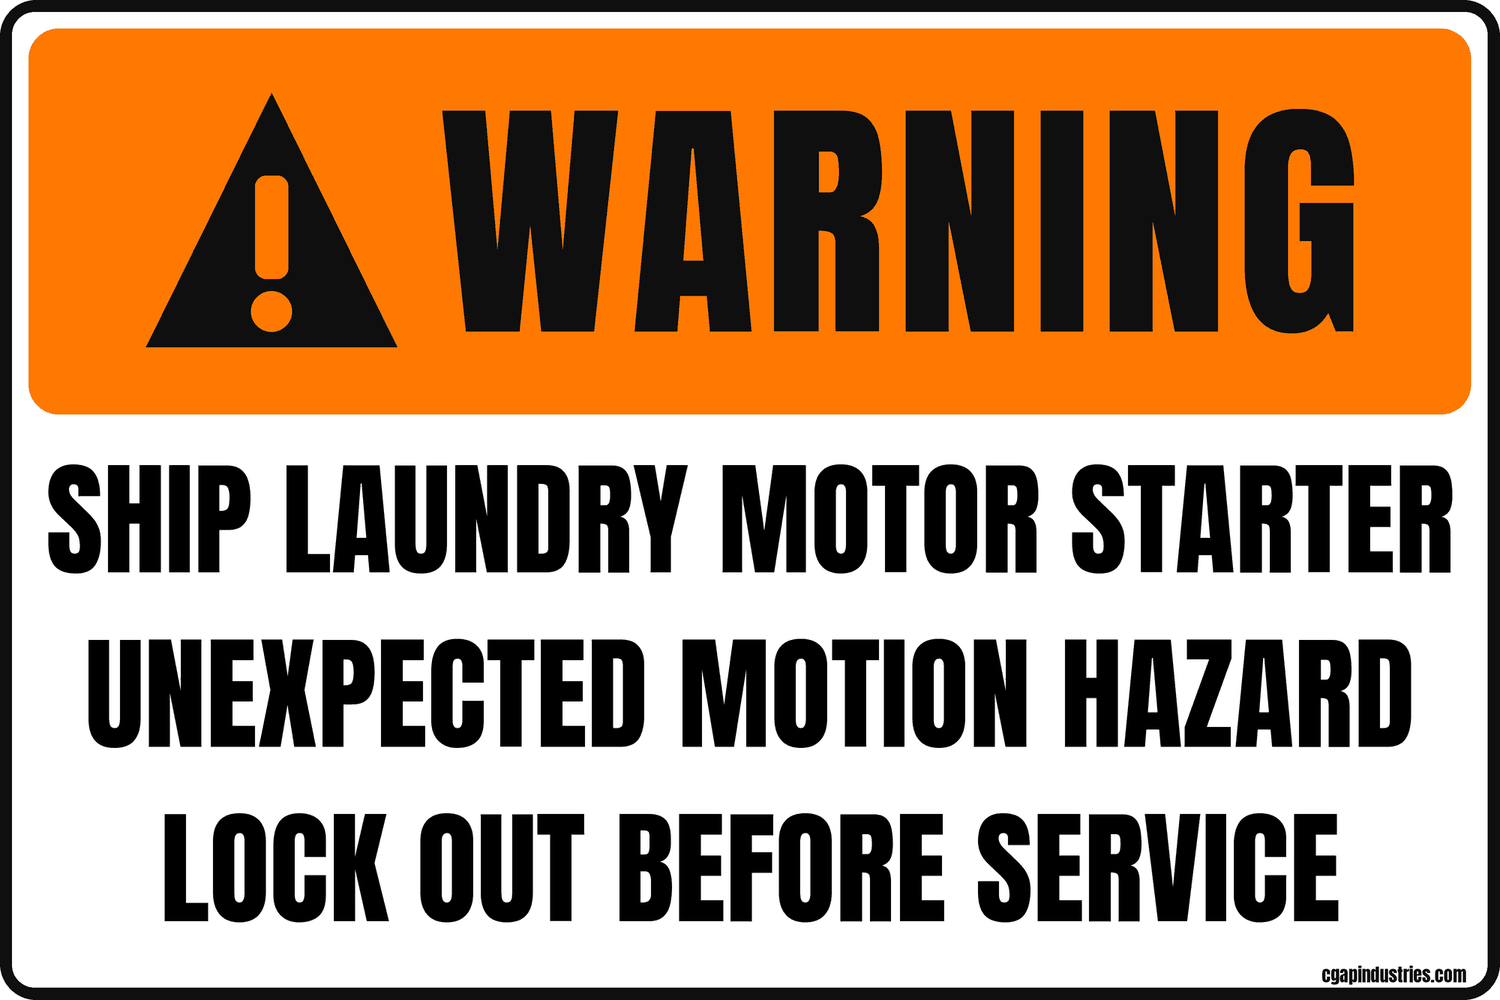 WARNING
SHIP LAUNDRY MOTOR STARTER
UNEXPECTED MOTION HAZARD
LOCK OUT BEFORE SERVICE
cgapindustries.com